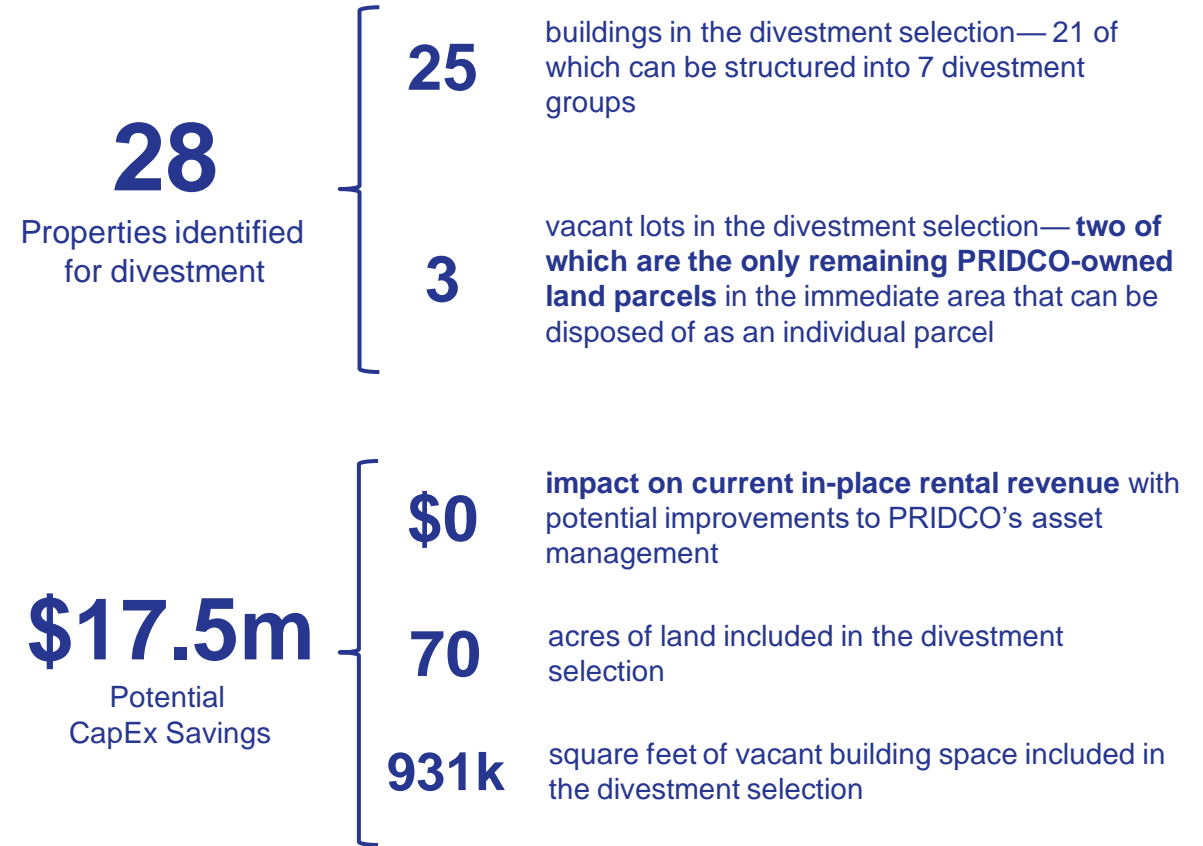 28
Properties identified
for divestment
25
buildings in the divestment selection— 21 of
which can be structured into 7 divestment
groups
3
vacant lots in the divestment selection— two of
which are the only remaining PRIDCO-owned
land parcels in the immediate area that can be
disposed of as an individual parcel
$17.5m
Potential
CapEx Savings
$0
impact on current in-place rental revenue with
potential improvements to PRIDCO’s asset
management
70
acres of land included in the divestment
selection
931k
square feet of vacant building space included in
the divestment selection